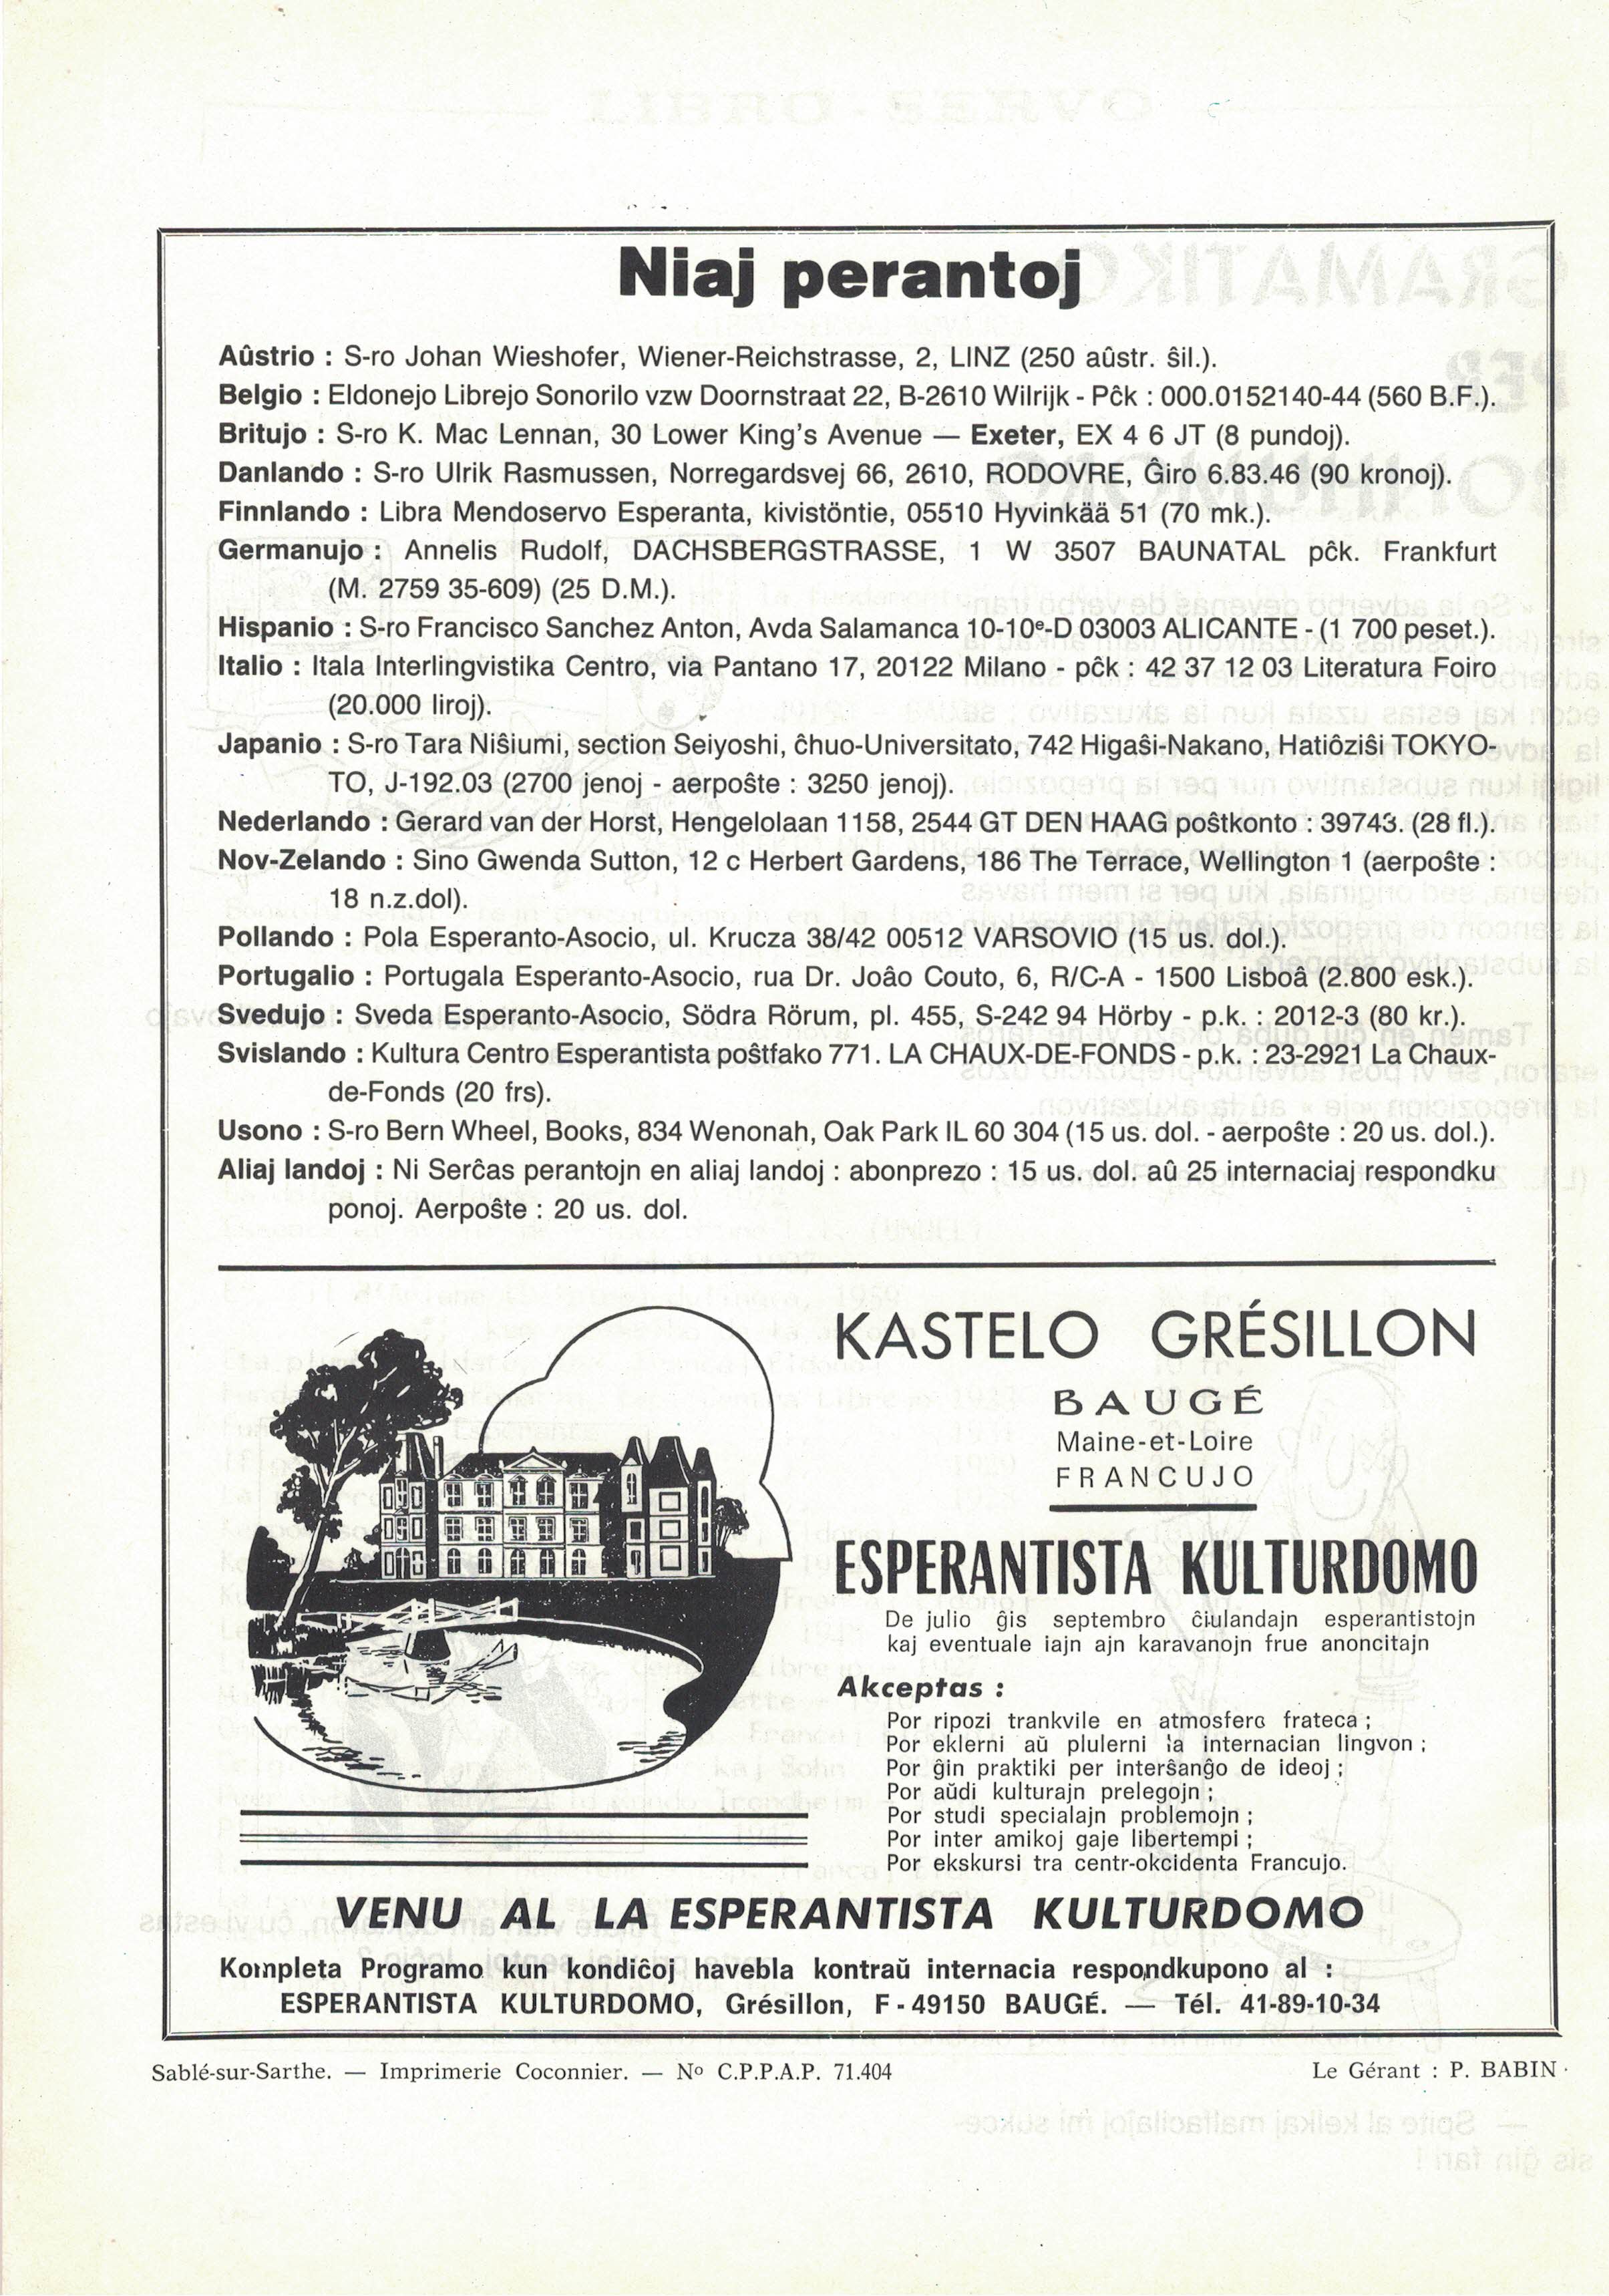 Niaj perantoj
Aûstrio : S-ro Johan Wieshofer, Wiener-Reichstrasse, 2, LINZ (250 aûstr. ŝil.).
Belgio : Eldonejo Librejo Sonorilo vzw Doornstraat 22, B-2610 Wilrijk - Pĉk : 000.0152140-44 (560 B.F.).
Britujo : S-ro K. Mac Lennan, 30 Lower King's Avenue — Exeter, EX 4 6 JT (8 pundoj).
Danlando : S-ro Ulrik Rasmussen, Norregardsvej 66, 2610, RODOVRE, Ĝiro 6.83.46 (90 kronoj).
Finnlando : Libra Mendoservo Esperanta, kivistöntie, 05510 Hyvinkää 51 (70 mk.).
Germanujo : Annelis Rudolf, DACHSBERGSTRASSE, 1 W 3507 BAUNATAL pĉk. Frankfurt
(M. 2759 35-609) (25 D.M.).
Hispanio : S-ro Francisco Sanchez Anton, Avda Salamanca 10-10ᵉ-D 03003 ALICANTE - (1 700 peset.).
Italio : Itala Interlingvistika Centro, via Pantano 17, 20122 Milano - pĉk : 42 37 12 03 Literatura Foiro
(20.000 liroj).
Japanio : S-ro Tara Niŝiumi, section Seiyoshi, ĉhuo-Universitato, 742 Higaŝi-Nakano, Hatiôziŝi TOKYO-
TO, J-192.03 (2700 jenoj - aerpoŝte : 3250 jenoj).
Nederlando : Gerard van der Horst, Hengelolaan 1158, 2544 GT DEN HAAG poŝtkonto : 39743. (28 fl.).
Nov-Zelando : Sino Gwenda Sutton, 12 c Herbert Gardens, 186 The Terrace, Wellington 1 (aerpoŝte :
18 n.z.dol).
Pollando : Pola Esperanto-Asocio, ul. Krucza 38/42 00512 VARSOVIO (15 us. dol.).
Portugalio : Portugala Esperanto-Asocio, rua Dr. Joâo Couto, 6, R/C-A - 1500 Lisboâ (2.800 esk.).
Svedujo : Sveda Esperanto-Asocio, Södra Rörum, pl. 455, S-242 94 Hörby - p.k. : 2012-3 (80 kr.).
Svislando : Kultura Centro Esperantista poŝtfako 771. LA CHAUX-DE-FONDS - p.k. : 23-2921 La Chaux-
de-Fonds (20 frs).
Usono : S-ro Bern Wheel, Books, 834 Wenonah, Oak Park IL 60 304 (15 us. dol. - aerpoŝte : 20 us. dol.).
Aliaj landoj : Ni Serĉas perantojn en aliaj landoj : abonprezo : 15 us. dol. aû 25 internaciaj respondku
ponoj. Aerpoŝte : 20 us. dol.
KASTELO GRÉSILLON
BAUGÉ
Maine-et-Loire
FRANCUJO
ESPERANTISTA KULTURDOMO
De julio ĝis septembro ĉiulandajn esperantistojn
kaj eventuale iajn ajn karavanojn frue anoncitajn
Akceptas :
Por ripozi trankvile en atmosfero frateca ;
Por eklerni aŭ plulerni la internacian lingvon ;
Por ĝin praktiki per interŝanĝo de ideoj ;
Por aŭdi kulturajn prelegojn ;
Por studi specialajn problemojn ;
Por inter amikoj gaje libertempi ;
Por ekskursi tra centr-okcidenta Francujo.
VENU AL LA ESPERANTISTA KULTURDOMO
Kompleta Programo kun kondiĉoj havebla kontraŭ internacia respondkupono al :
ESPERANTISTA KULTURDOMO, Grésillon, F - 49150 BAUGÉ. — Tél. 41-89-10-34
Sablé-sur-Sarthe. — Imprimerie Coconnier. — Nº C.P.P.A.P. 71.404
Le Gérant : P. BABIN